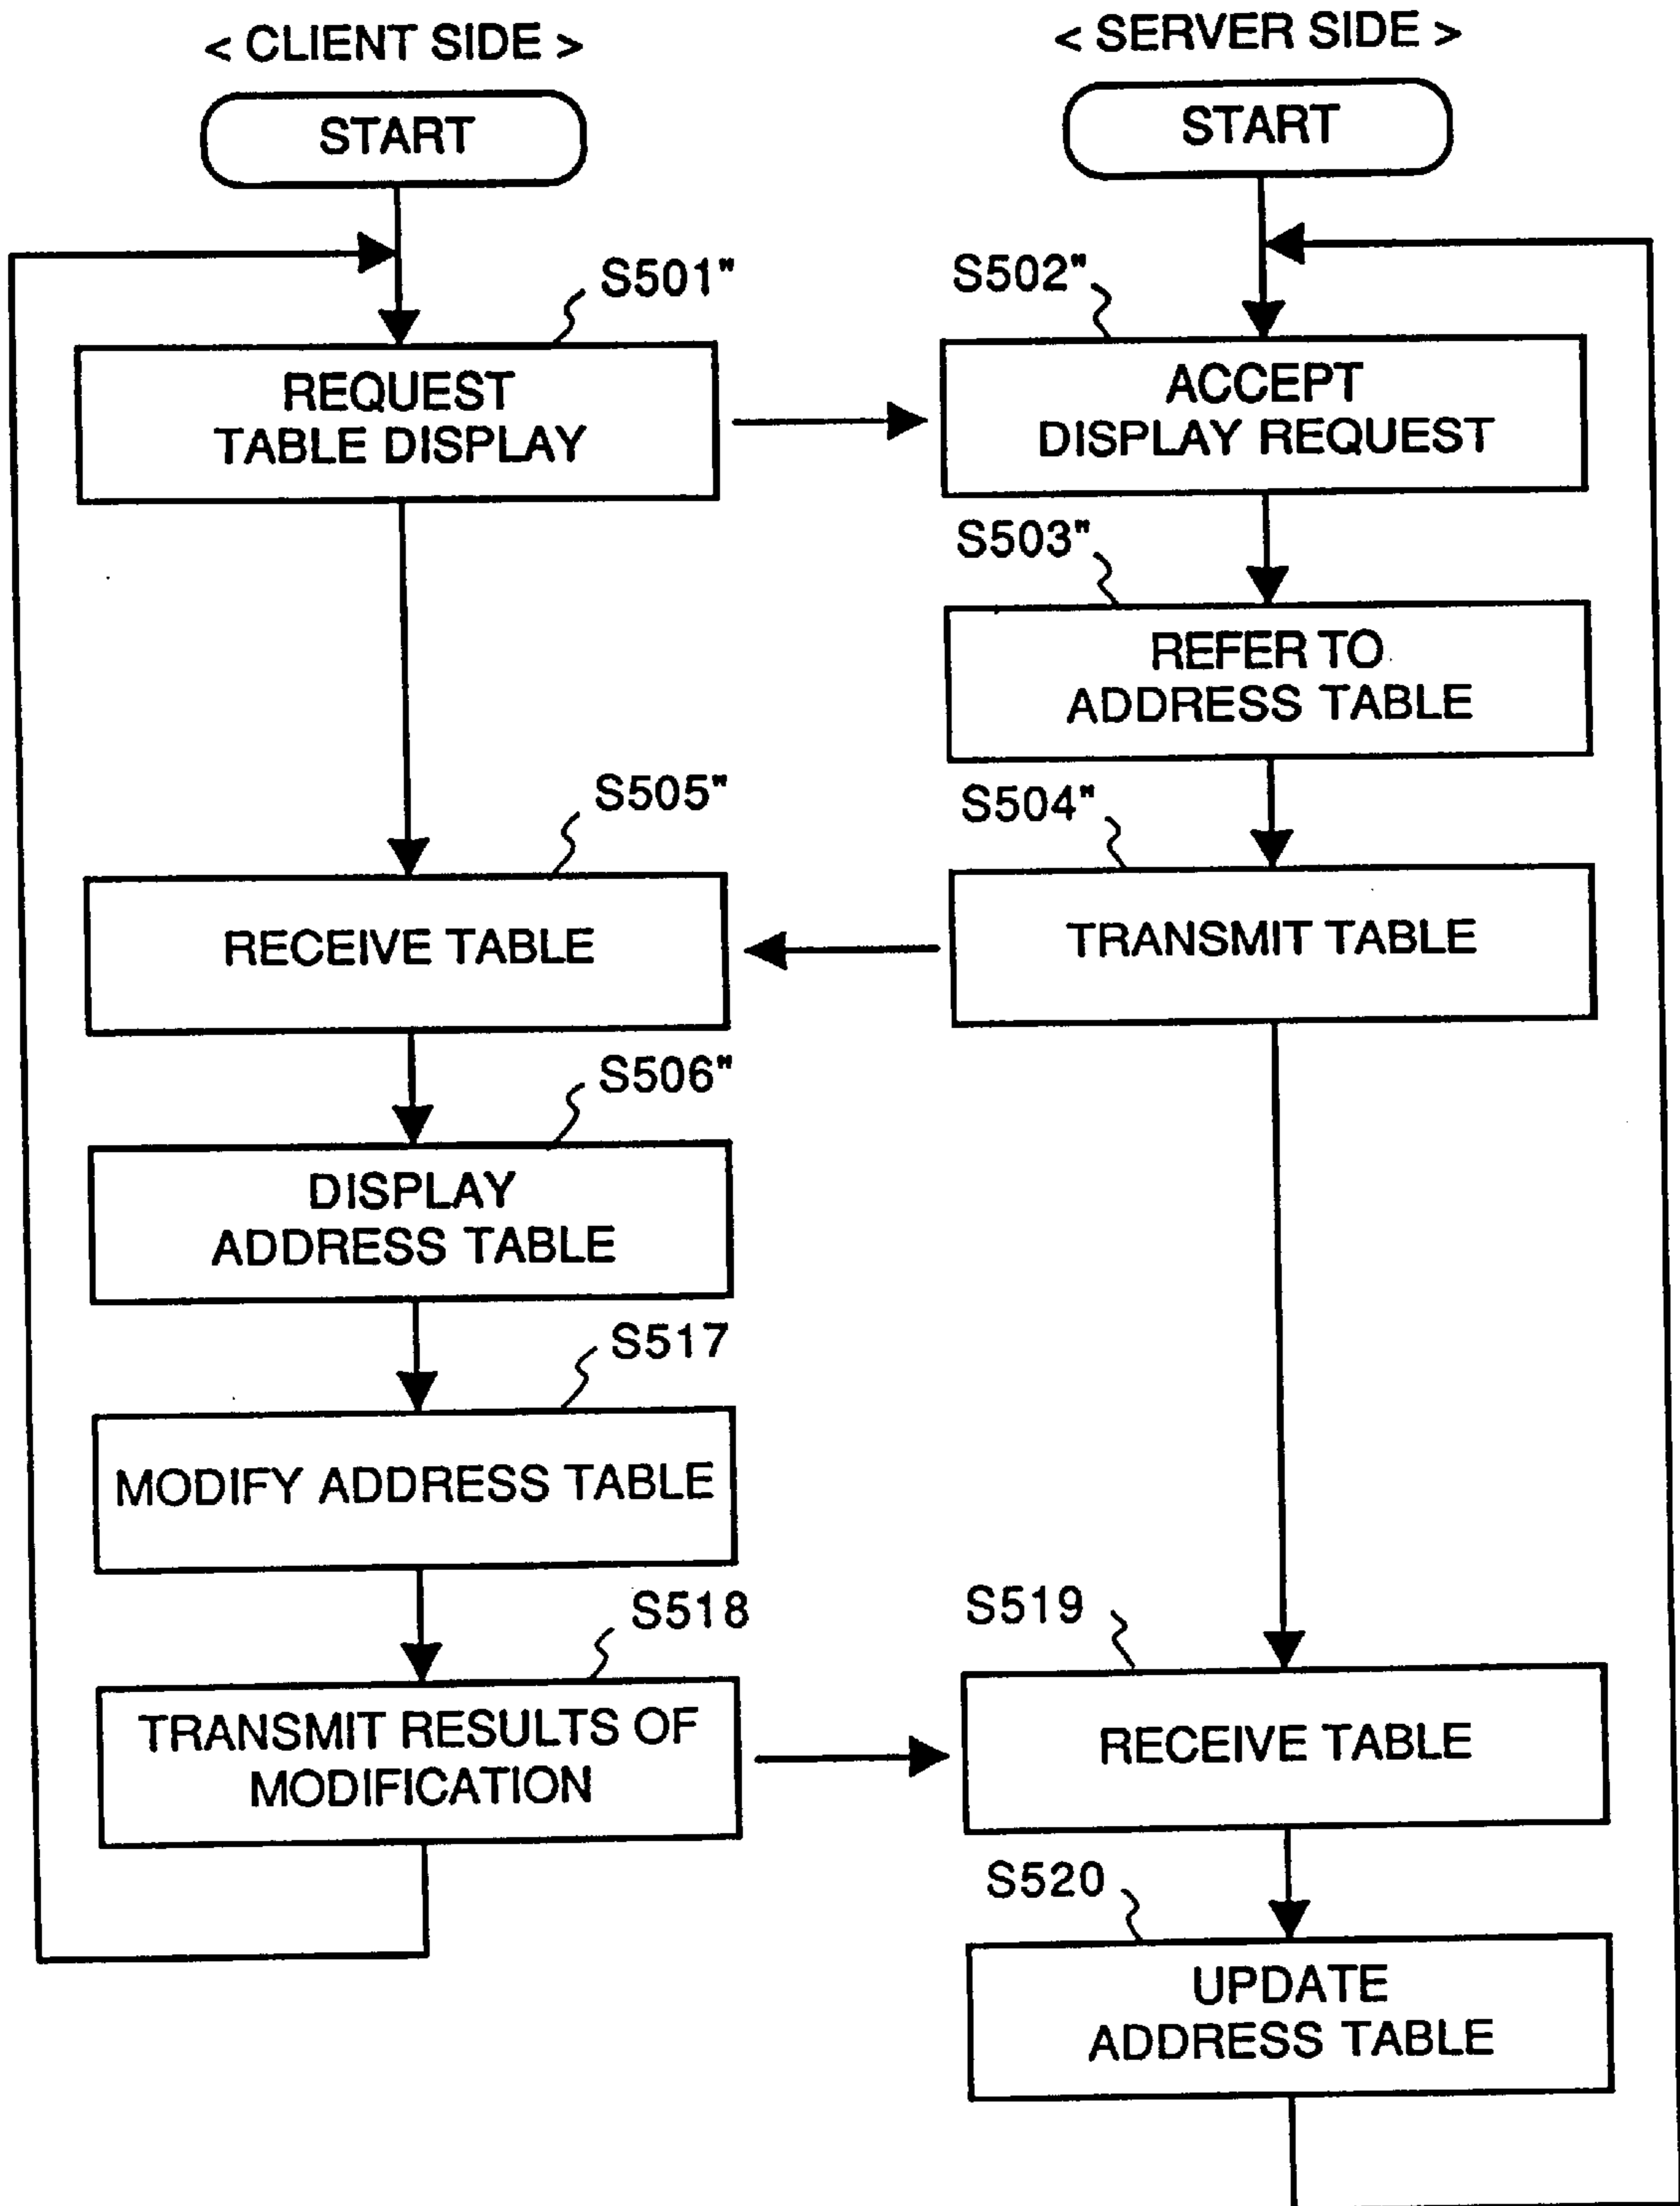 < CLIENT SIDE >
START
S501"
REQUEST
TABLE DISPLAY
S505"
RECEIVE TABLE
S506"
DISPLAY
ADDRESS TABLE
S517
MODIFY ADDRESS TABLE
S518
TRANSMIT RESULTS OF
MODIFICATION
< SERVER SIDE >
START
S502"
ACCEPT
DISPLAY REQUEST
S503"
REFER TO
ADDRESS TABLE
S504"
TRANSMIT TABLE
S519
RECEIVE TABLE
S520
UPDATE
ADDRESS TABLE